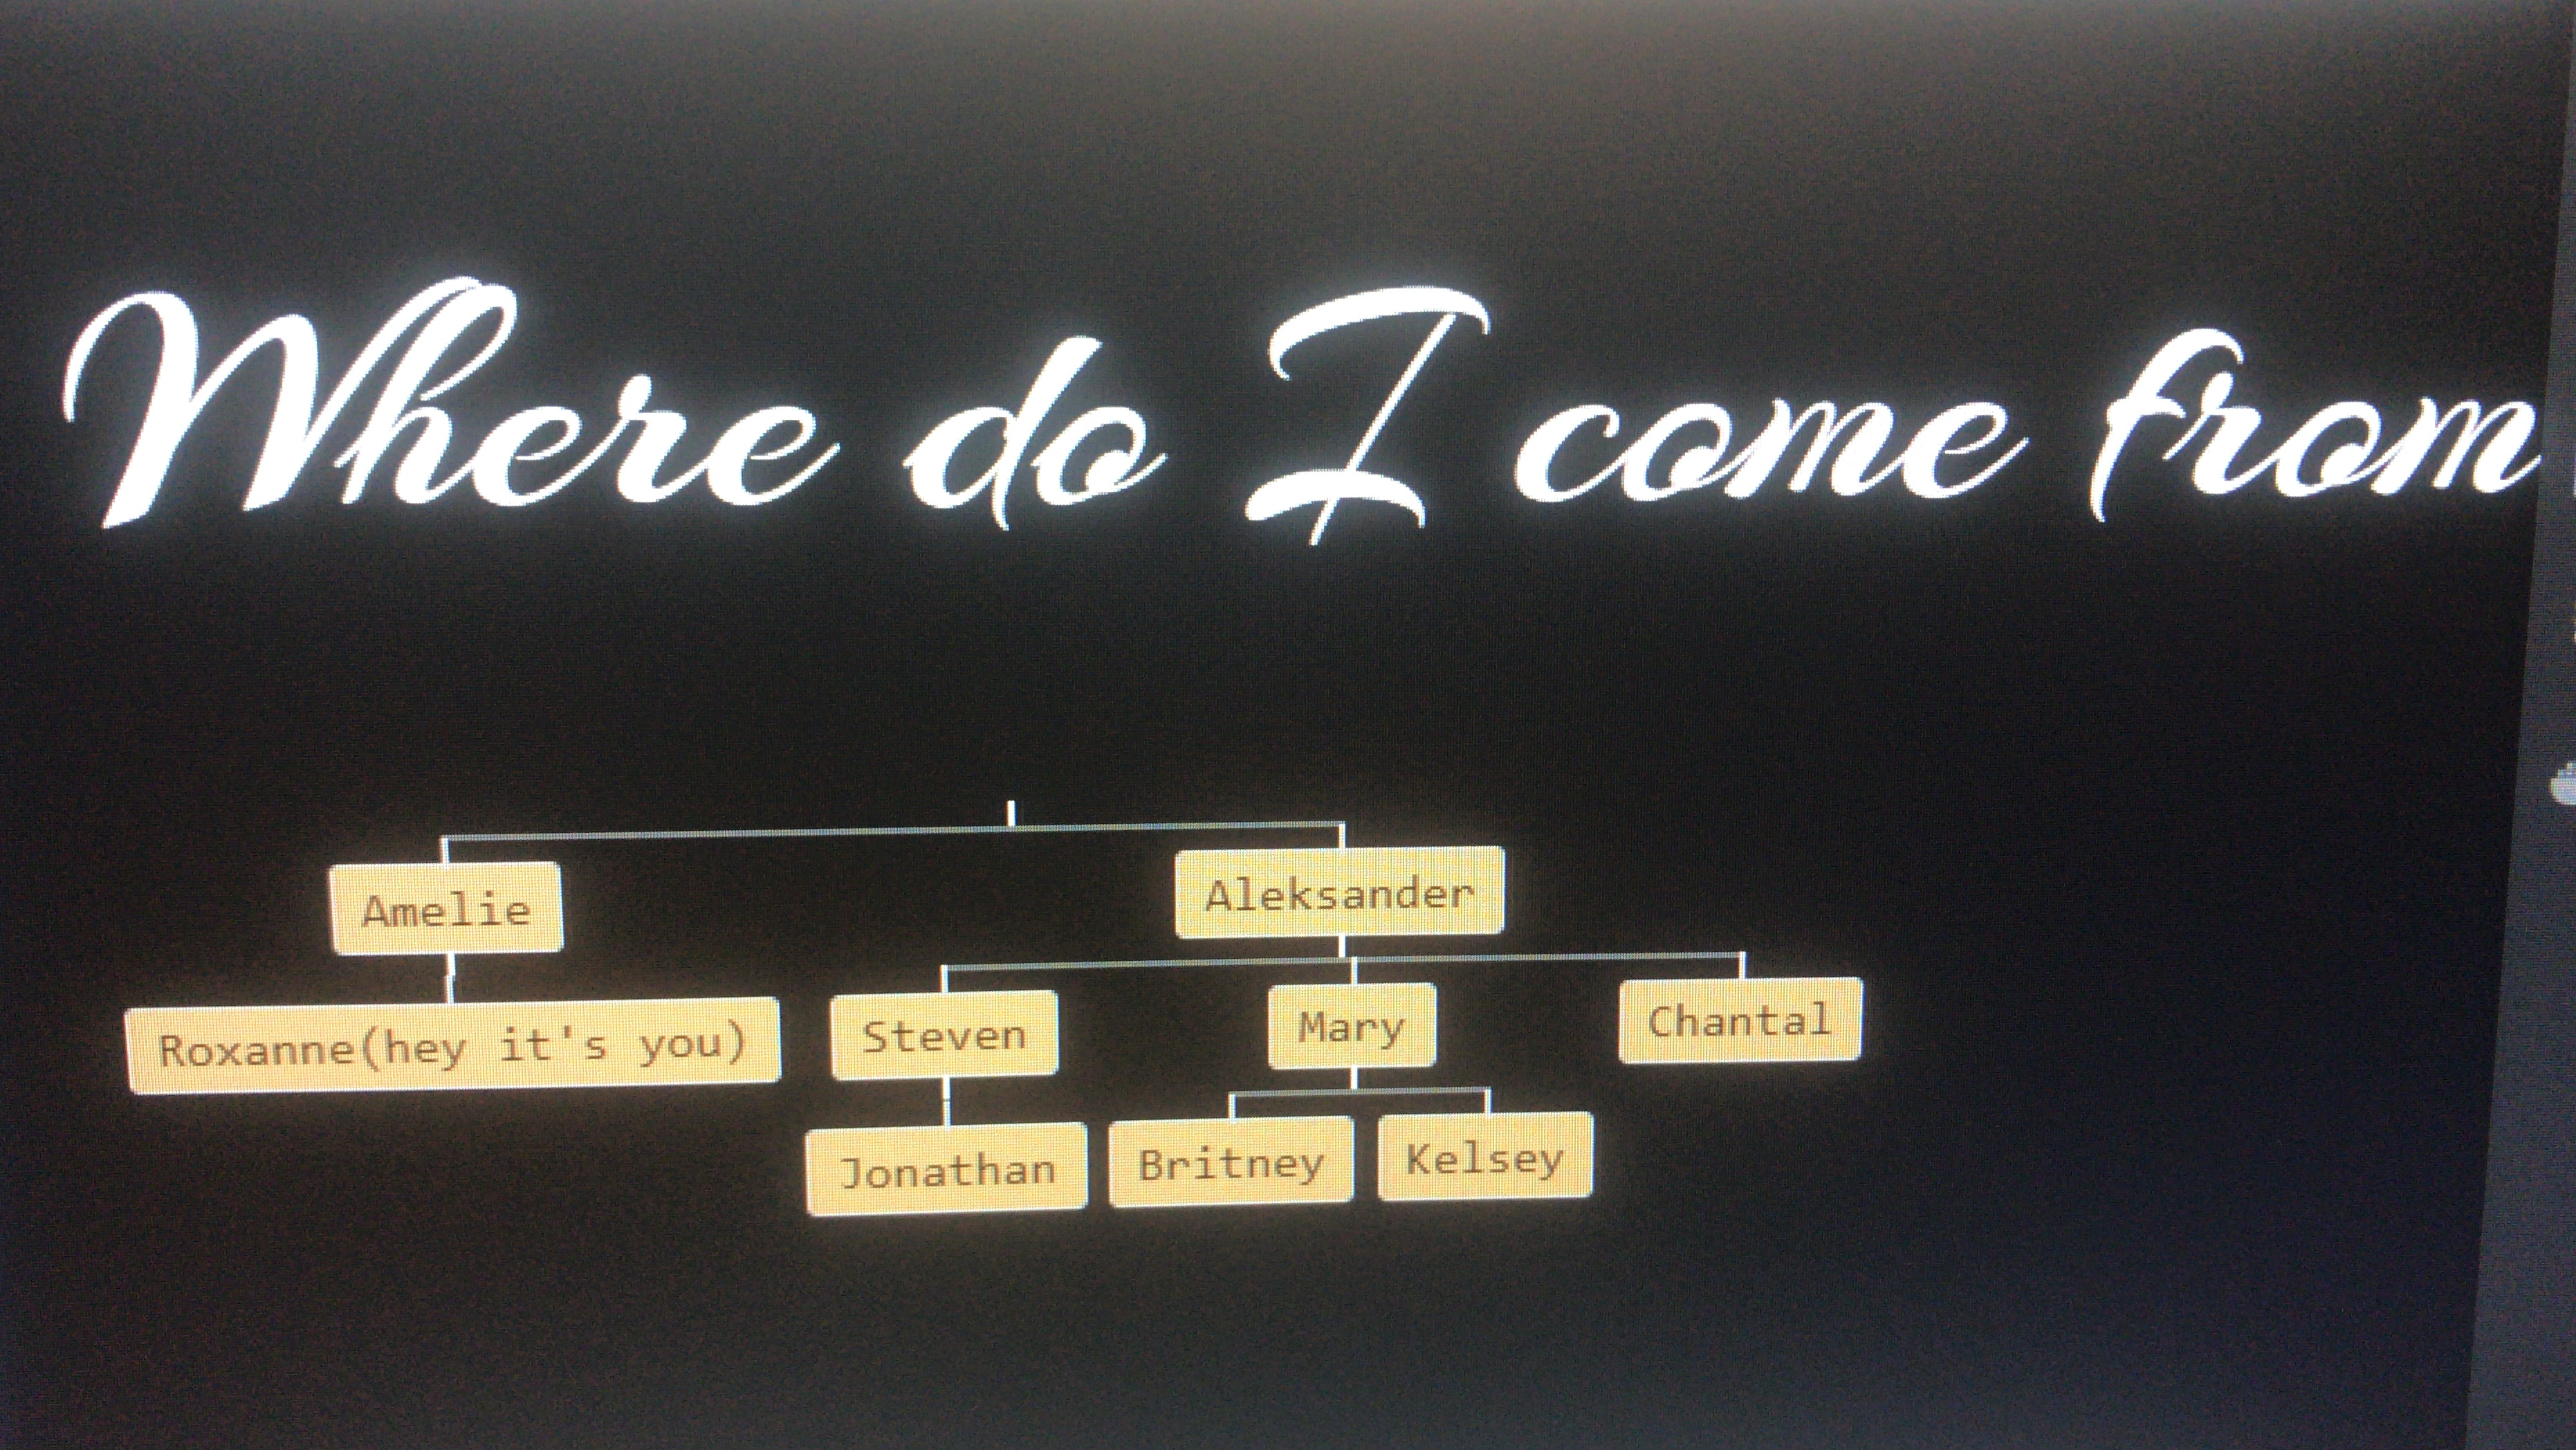 Where do I come from
Amelie
Aleksander
Roxanne(hey it's you)
Steven
Mary
Chantal
Jonathan
Britney
Kelsey